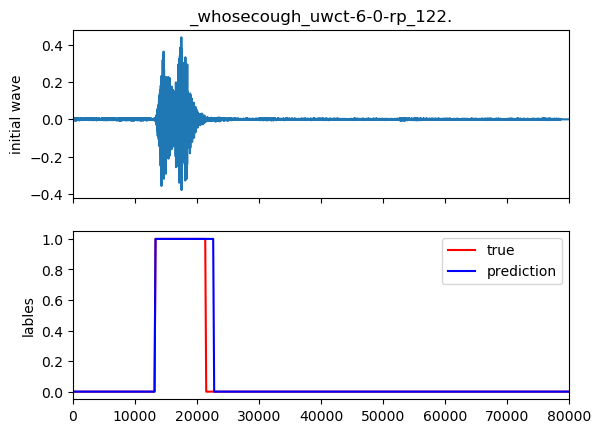 _whosecough_uwct-6-0-rp_122.
0.4
0.2
0.0
−0.2
−0.4
initial wave
1.0
0.8
0.6
0.4
0.2
0.0
lables
true
prediction
0 10000 20000 30000 40000 50000 60000 70000 80000